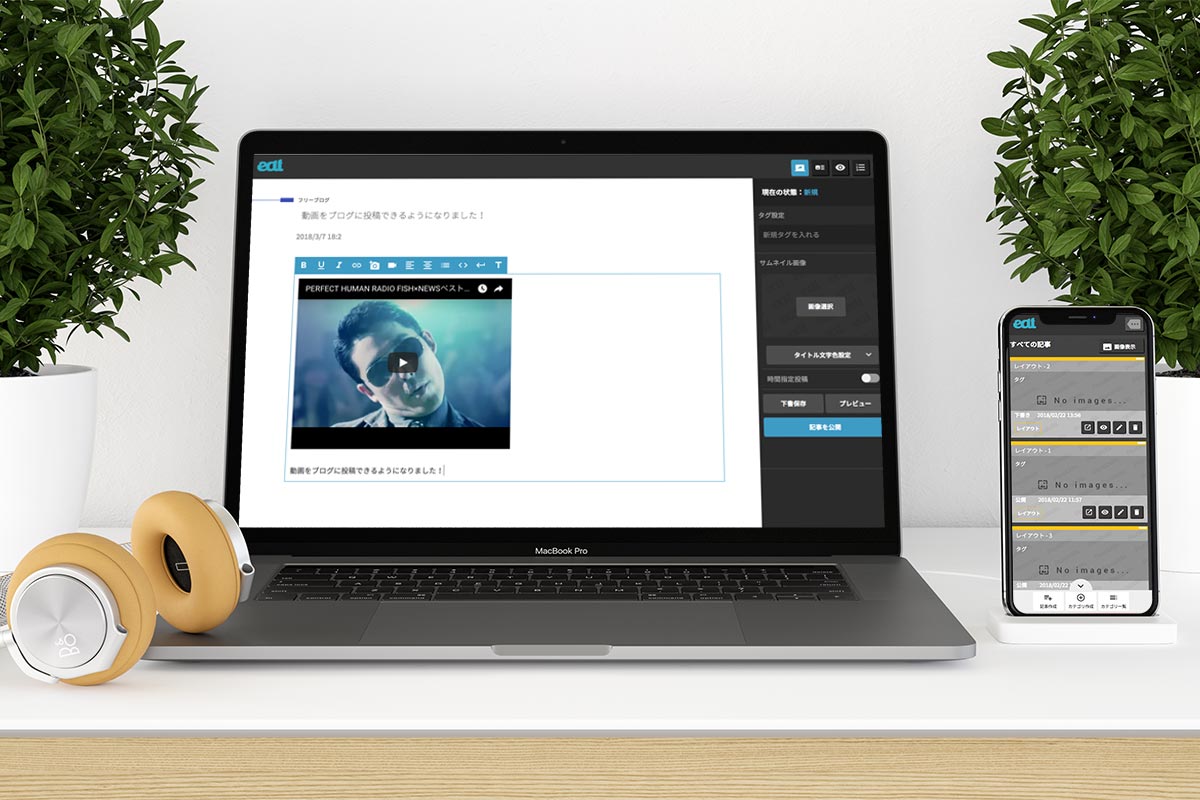 edit
フリーブログ
動画をブログに投稿できるようになりました！
2018/3/7 18:2
B U I T
PERFECT HUMAN RADIO FISH×NEWSベスト...
動画をブログに投稿できるようになりました！
現在の状態：新規
タグ設定
新規タグを入れる
サムネイル画像
画像選択
タイトル文字色設定
時間指定投稿
下書保存 プレビュー
記事を公開
MacBook Pro
B&O
edit
すべての記事
画像表示
レイアウト - 2
タグ
No images...
下書き 2018/02/22 13:56
レイアウト
レイアウト - 1
タグ
No images...
公開 2018/02/22 11:57
レイアウト
レイアウト - 3
タグ
No images...
公開 2018/02/22
記事作成 カテゴリ作成 カテゴリ一覧